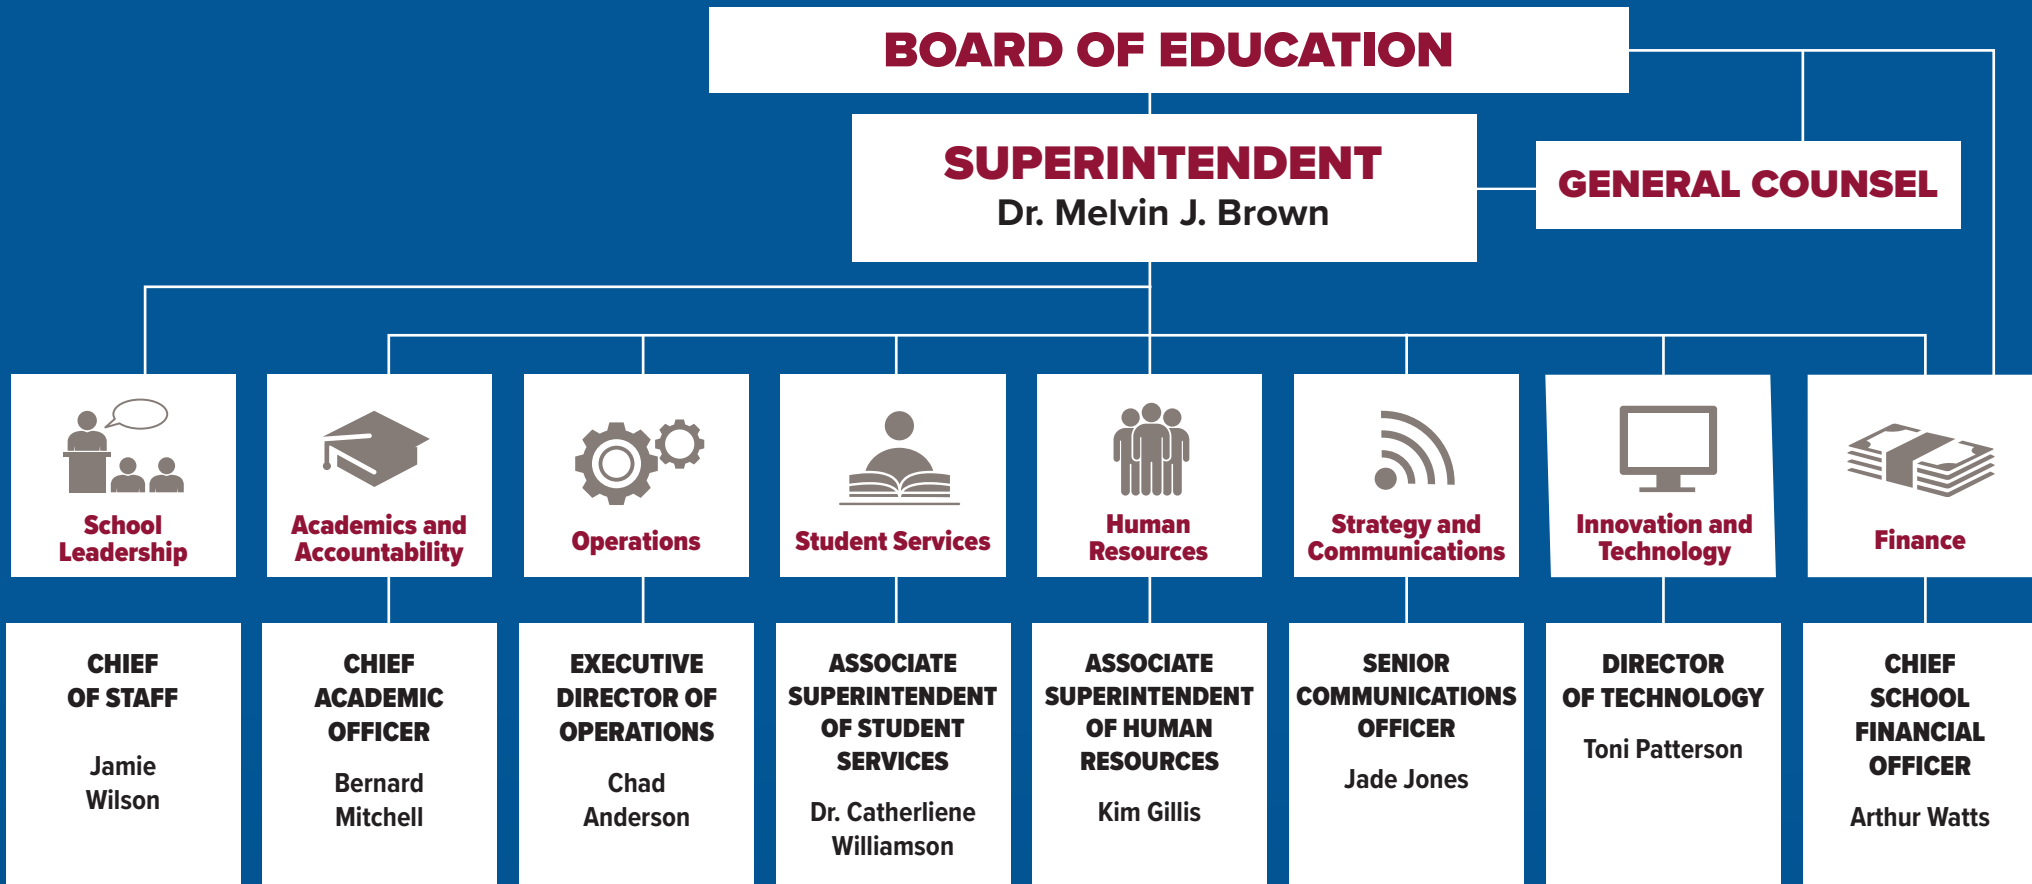 BOARD OF EDUCATION
SUPERINTENDENT
Dr. Melvin J. Brown
GENERAL COUNSEL
School
Leadership
Academics and
Accountability
Operations
Student Services
Human
Resources
Strategy and
Communications
Innovation and
Technology
Finance
CHIEF
OF STAFF
Jamie
Wilson
CHIEF
ACADEMIC
OFFICER
Bernard
Mitchell
EXECUTIVE
DIRECTOR OF
OPERATIONS
Chad
Anderson
ASSOCIATE
SUPERINTENDENT
OF STUDENT
SERVICES
Dr. Catherliene
Williamson
ASSOCIATE
SUPERINTENDENT
OF HUMAN
RESOURCES
Kim Gillis
SENIOR
COMMUNICATIONS
OFFICER
Jade Jones
DIRECTOR
OF TECHNOLOGY
Toni Patterson
CHIEF
SCHOOL
FINANCIAL
OFFICER
Arthur Watts